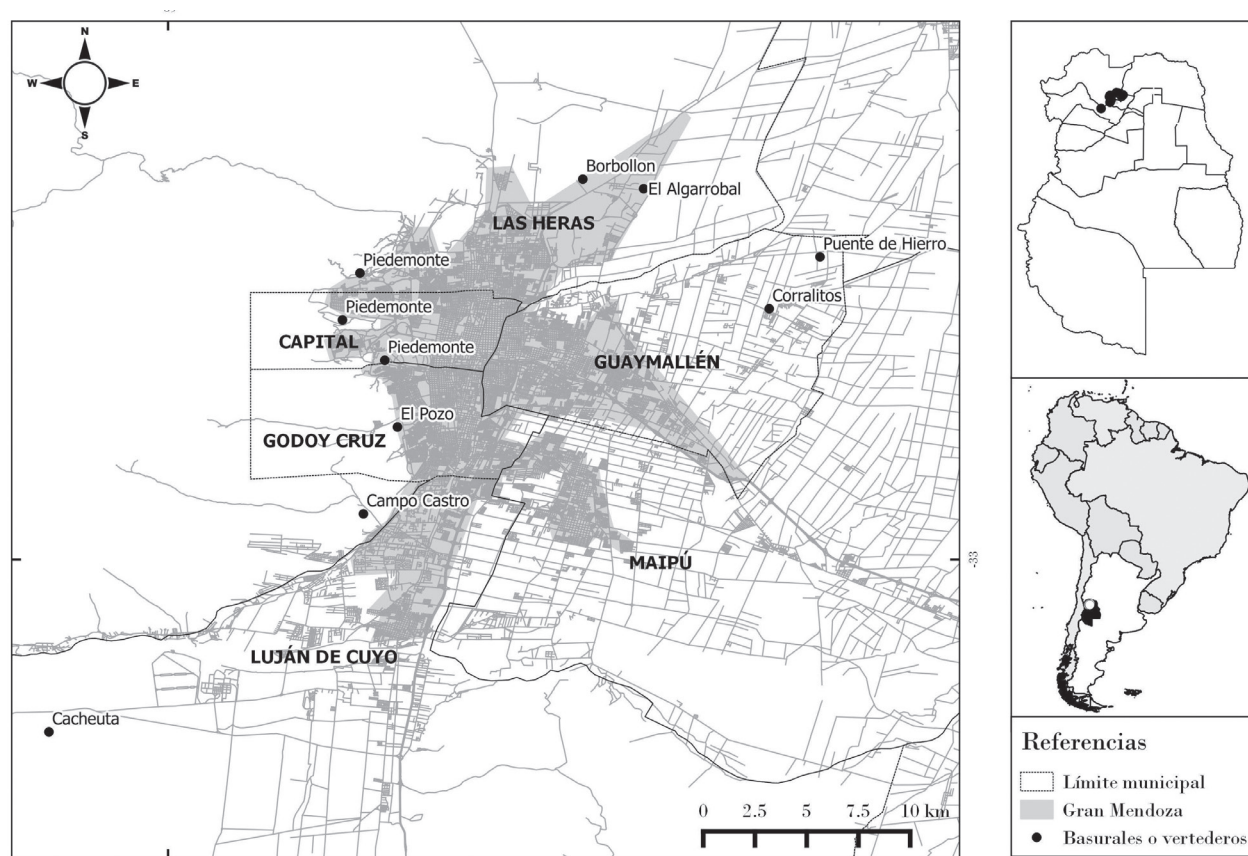 N
W
E
S
Borbollon
El Algarrobal
LAS HERAS
Puente de Hierro
Piedemonte
Corralitos
Piedemonte
CAPITAL
Piedemonte
GUAYMALLÉN
El Pozo
GODOY CRUZ
Campo Castro
-33
MAIPÚ
LUJÁN DE CUYO
Cacheuta
0 2.5 5 7.5 10 km
Referencias
Límite municipal
Gran Mendoza
Basurales o vertederos